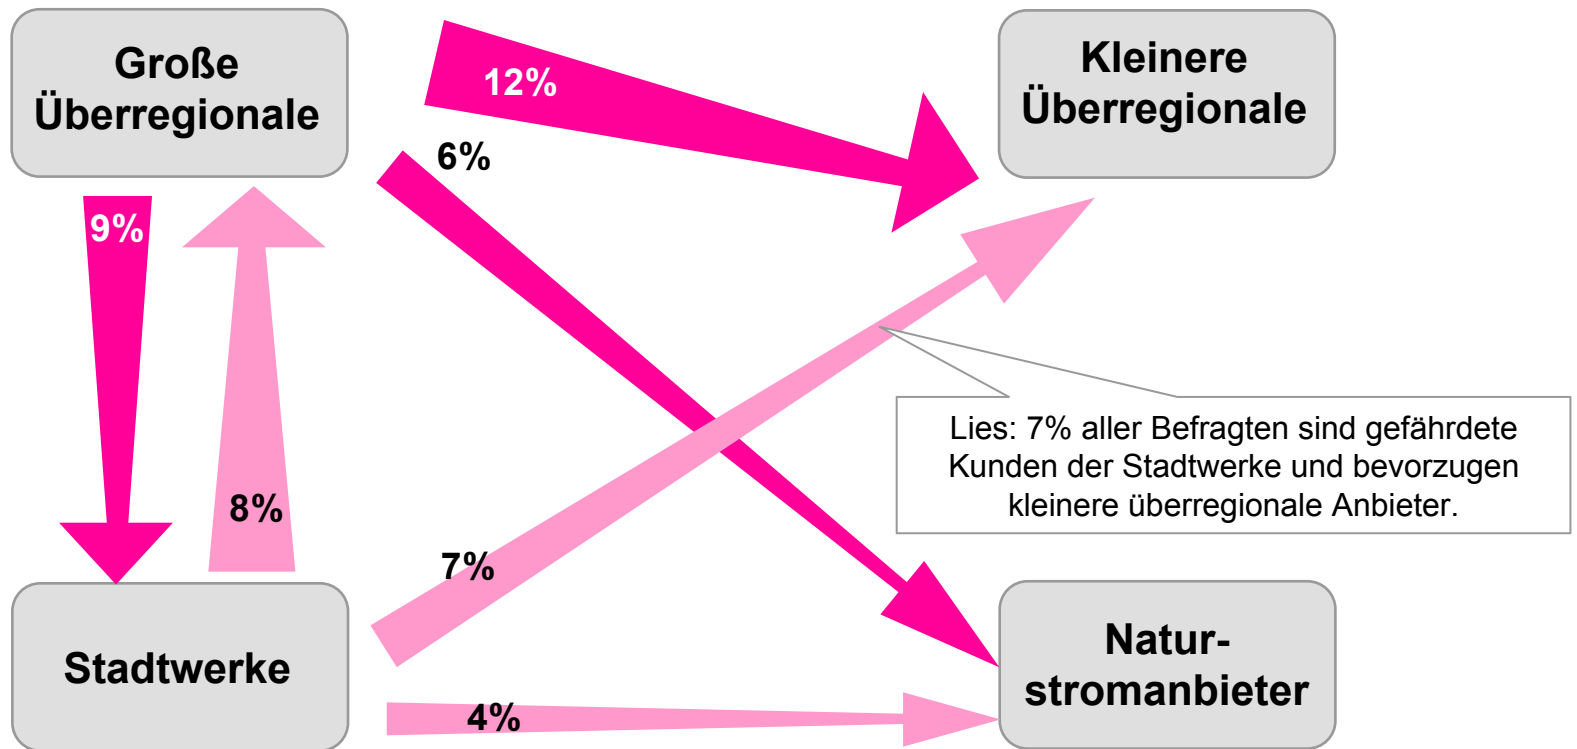 Große
Überregionale
12%
Kleinere
Überregionale
6%
9%
Lies: 7% aller Befragten sind gefährdete
Kunden der Stadtwerke und bevorzugen
kleinere überregionale Anbieter.
8%
7%
Stadtwerke
4%
Natur-
stromanbieter